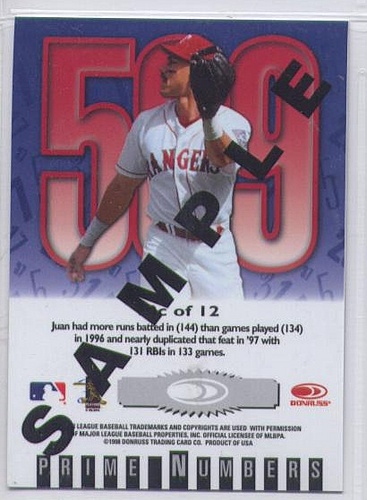 589
RANGERS
SAMPLE
c of 12
Juan had more runs batted in (144) than games played (134)
in 1996 and nearly duplicated that feat in '97 with
131 RBIs in 133 games.
DONRUSS
LEAGUE BASEBALL TRADEMARKS AND COPYRIGHTS ARE USED WITH PERMISSION
OF MAJOR LEAGUE BASEBALL PROPERTIES, INC. OFFICIAL LICENSEE OF MLBPA.
©1998 DONRUSS TRADING CARD CO. PRODUCT OF USA
PRIME NUMBERS